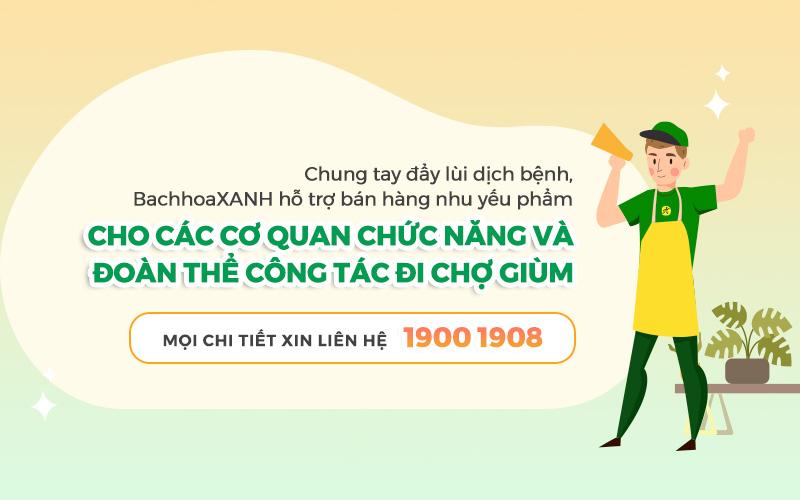 Chung tay đẩy lùi dịch bệnh,
BachhoaXANH hỗ trợ bán hàng nhu yếu phẩm
CHO CÁC CƠ QUAN CHỨC NĂNG VÀ
ĐOÀN THỂ CÔNG TÁC ĐI CHỢ GIÙM
MỌI CHI TIẾT XIN LIÊN HỆ 1900 1908